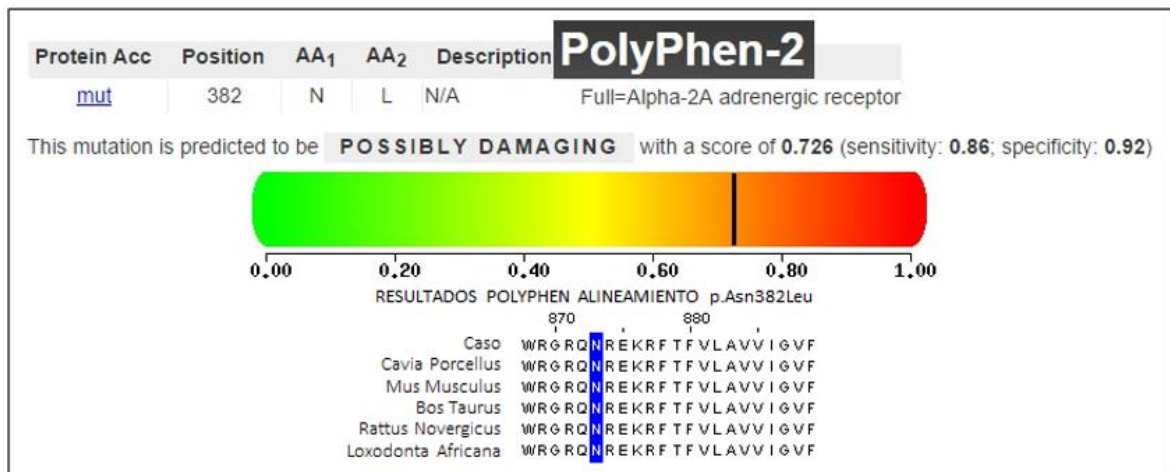 PolyPhen-2
Protein Acc Position AA1 AA2 Description
mut 382 N L N/A Full=Alpha-2A adrenergic receptor
This mutation is predicted to be POSSIBLY DAMAGING with a score of 0.726 (sensitivity: 0.86; specificity: 0.92)
0.00 0.20 0.40 0.60 0.80 1.00
RESULTADOS POLYPHEN ALINEAMIENTO p.Asn382Leu
870 880
Caso WRGRQNREKRFTFVLAVVIGVF
Cavia Porcellus WRGRQNREKRFTFVLAVVIGVF
Mus Musculus WRGRQNREKRFTFVLAVVIGVF
Bos Taurus WRGRQNREKRFTFVLAVVIGVF
Rattus Novergicus WRGRQNREKRFTFVLAVVIGVF
Loxodonta Africana WRGRQNREKRFTFVLAVVIGVF